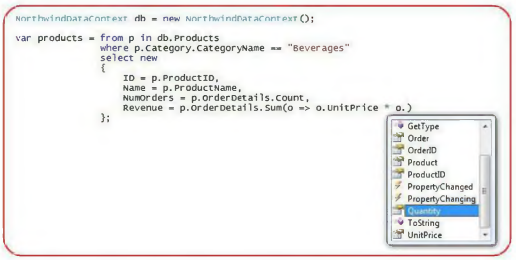 NorthwindDataContext db = new NorthwindDataContext();
var products = from p in db.Products
where p.Category.CategoryName == "Beverages"
select new
{
ID = p.ProductID,
Name = p.ProductName,
NumOrders = p.OrderDetails.Count,
Revenue = p.OrderDetails.Sum(o => o.UnitPrice * o.)
};
GetType
Order
OrderID
Product
ProductID
PropertyChanged
PropertyChanging
Quantity
ToString
UnitPrice